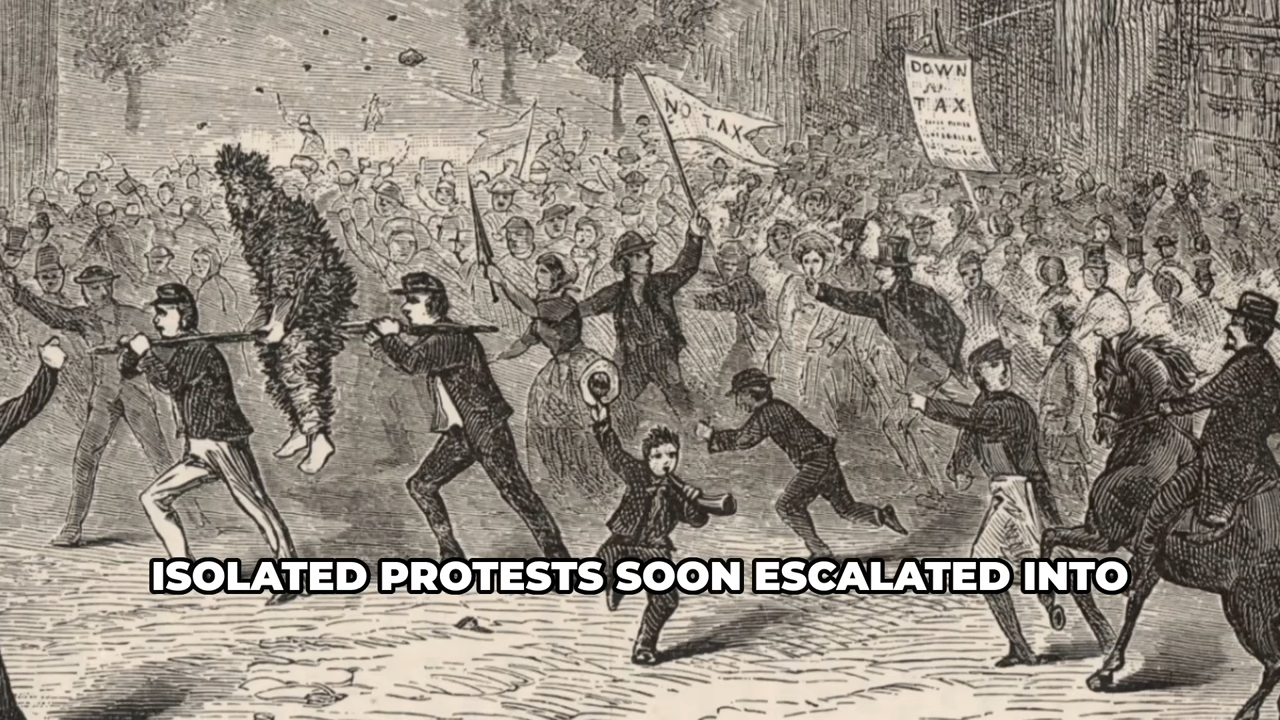 NO TAX
DOWN
TAX
ISOLATED PROTESTS SOON ESCALATED INTO